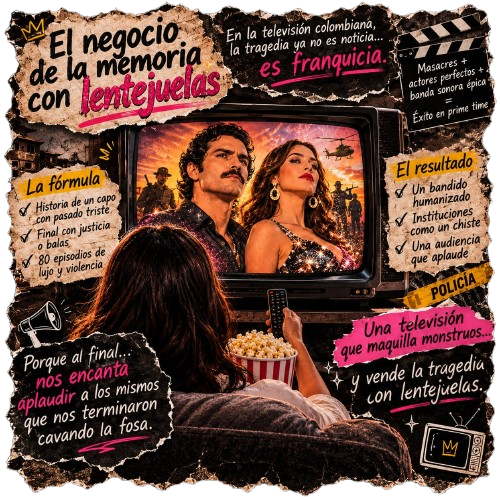 El negocio
de la memoria
con lentejuelas
En la televisión colombiana,
la tragedia ya no es noticia...
es franquicia.
Masacres +
actores perfectos +
banda sonora épica
=
Éxito en prime time
La fórmula
Historia de un capo
con pasado triste
Final con justicia
o balas
80 episodios de
lujo y violencia
El resultado
Un bandido
humanizado
Instituciones
como un chiste
Una audiencia
que aplaude
POLICÍA
Una televisión
que maquilla monstruos...
y vende la tragedia
con lentejuelas.
Porque al final...
nos encanta
aplaudir a los mismos
que nos terminaron
cavando la fosa.